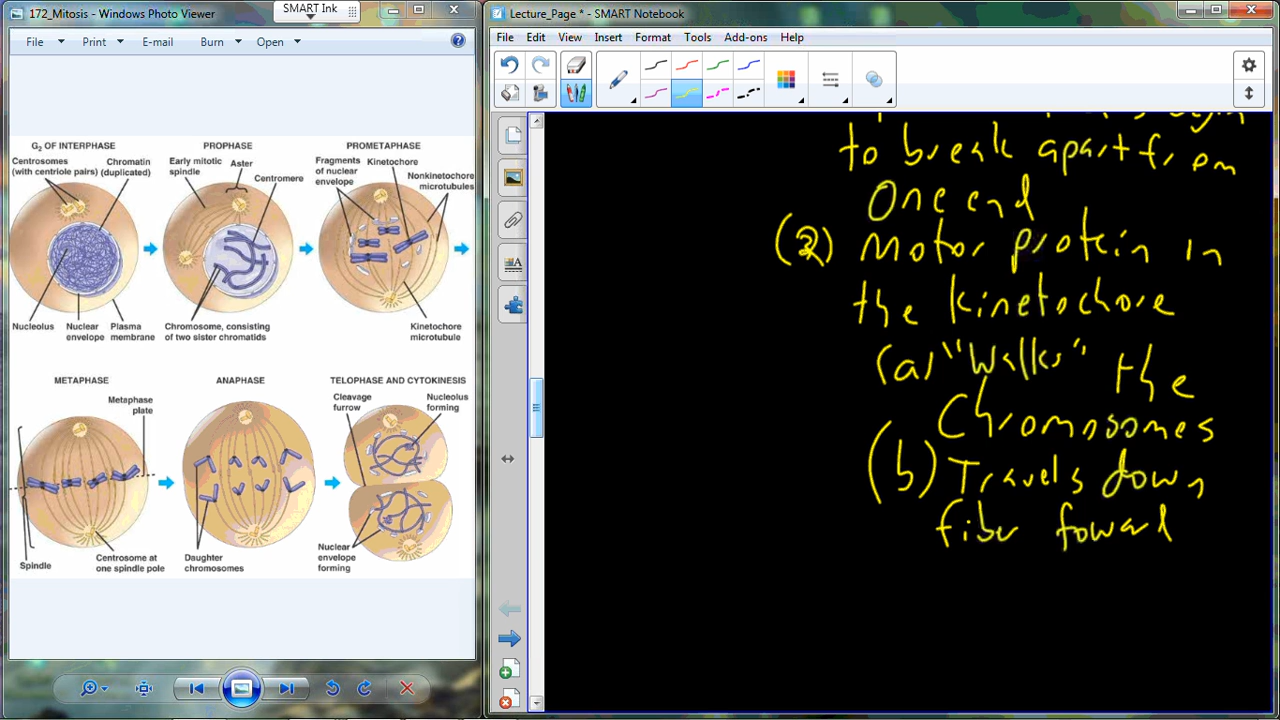 172_Mitosis - Windows Photo Viewer
SMART Ink
File Print E-mail Burn Open
G2 OF INTERPHASE
PROPHASE
PROMETAPHASE
Centrosomes
(with centriole pairs)
Chromatin
(duplicated)
Early mitotic
spindle
Aster
Centromere
Fragments
of nuclear
envelope
Kinetochore
Nonkinetochore
microtubules
Nucleolus
Nuclear
envelope
Plasma
membrane
Chromosome, consisting
of two sister chromatids
Kinetochore
microtubule
METAPHASE
ANAPHASE
TELOPHASE AND CYTOKINESIS
Metaphase
plate
Cleavage
furrow
Nucleolus
forming
Spindle
Centrosome at
one spindle pole
Daughter
chromosomes
Nuclear
envelope
forming
Lecture_Page * - SMART Notebook
File Edit View Insert Format Tools Add-ons Help
to break apart from
One end
(2) Motor protein in
the kinetochore
(a) "Walks" the
Chromosomes
(b) Travels down
fiber foward